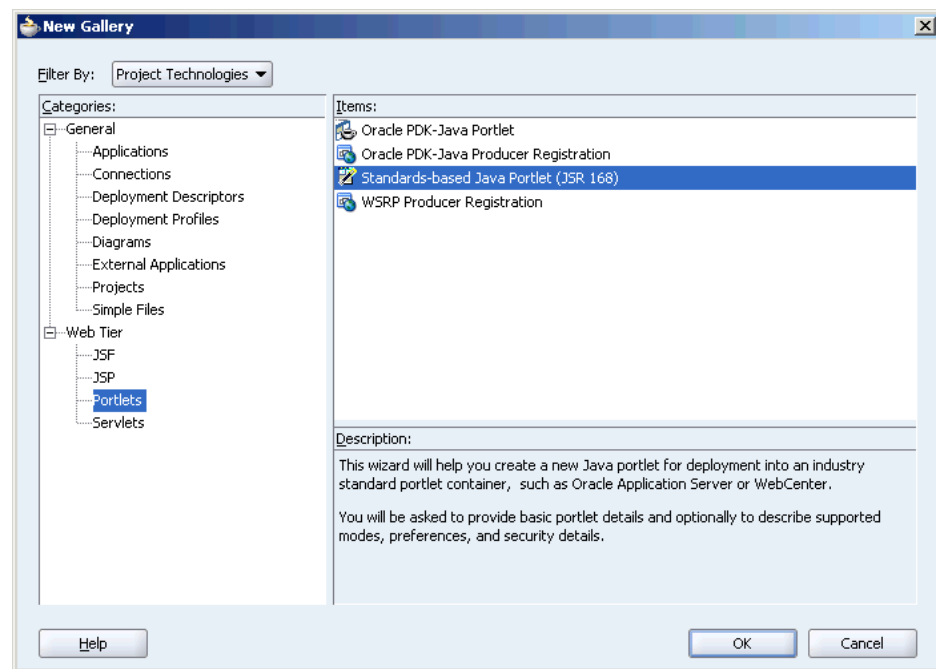 New Gallery
Filter By: Project Technologies
Categories:
General
Applications
Connections
Deployment Descriptors
Deployment Profiles
Diagrams
External Applications
Projects
Simple Files
Web Tier
JSF
JSP
Portlets
Servlets
Items:
Oracle PDK-Java Portlet
Oracle PDK-Java Producer Registration
Standards-based Java Portlet (JSR 168)
WSRP Producer Registration
Description:
This wizard will help you create a new Java portlet for deployment into an industry
standard portlet container, such as Oracle Application Server or WebCenter.
You will be asked to provide basic portlet details and optionally to describe supported
modes, preferences, and security details.
Help
OK
Cancel